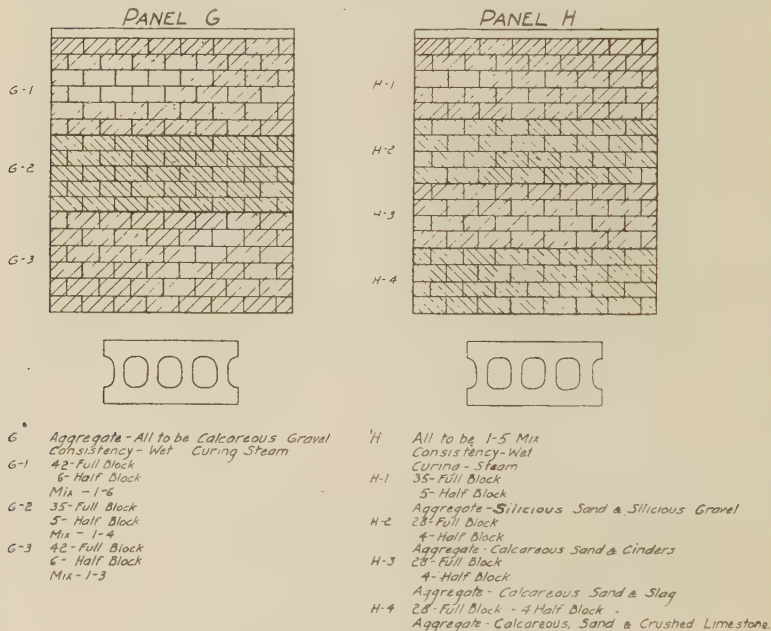 PANEL G
G-1
G-2
G-3
G Aggregate - All to be Calcareous Gravel
Consistency - Wet Curing Steam
G-1 42 - Full Block
6 - Half Block
Mix - 1-6
G-2 35 - Full Block
5 - Half Block
Mix - 1-4
G-3 42 - Full Block
6 - Half Block
Mix - 1-3
PANEL H
H-1
H-2
H-3
H-4
H All to be 1-5 Mix
Consistency - Wet
Curing - Steam
H-1 35 - Full Block
5 - Half Block
Aggregate - Silicious Sand & Silicious Gravel
H-2 28 - Full Block
4 - Half Block
Aggregate - Calcareous Sand & Cinders
H-3 28 - Full Block
4 - Half Block
Aggregate - Calcareous Sand & Slag
H-4 28 - Full Block - 4 Half Block
Aggregate - Calcareous, Sand & Crushed Limestone.